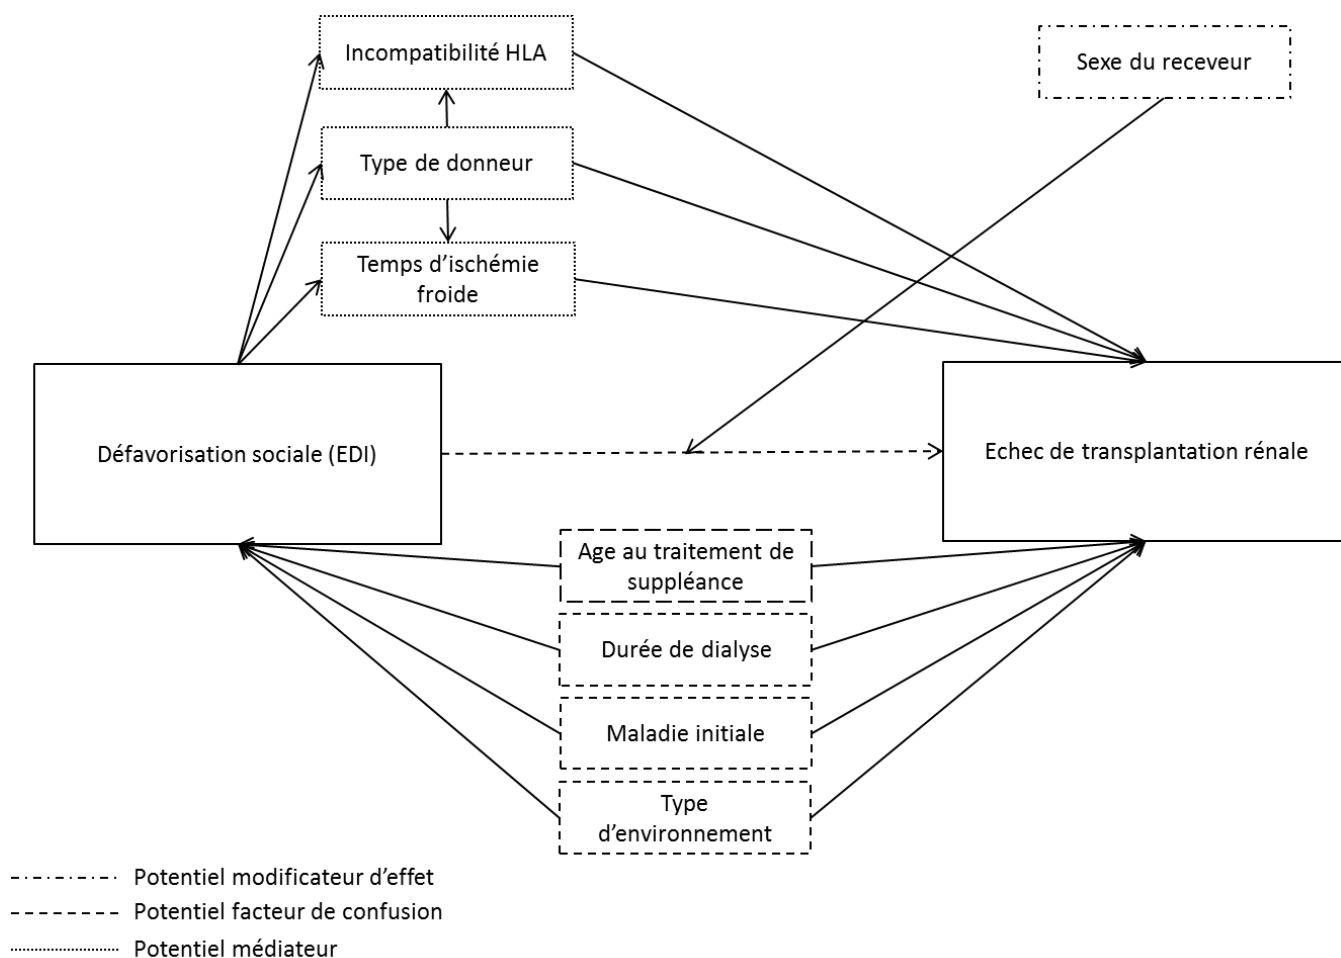 Incompatibilité HLA
Sexe du receveur
Type de donneur
Temps d’ischémie
froide
Défavorisation sociale (EDI)
Echec de transplantation rénale
Age au traitement de
suppléance
Durée de dialyse
Maladie initiale
Type
d’environnement
Potentiel modificateur d’effet
Potentiel facteur de confusion
Potentiel médiateur